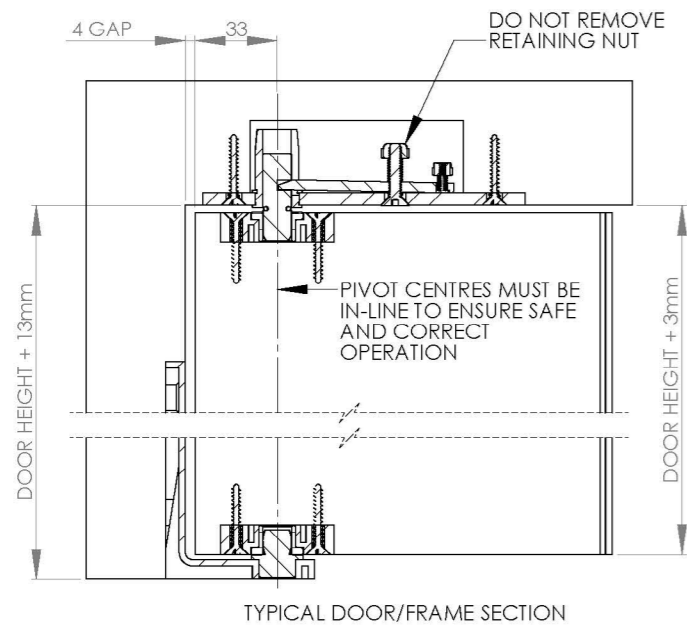 4 GAP
33
DO NOT REMOVE
RETAINING NUT
PIVOT CENTRES MUST BE
IN-LINE TO ENSURE SAFE
AND CORRECT
OPERATION
DOOR HEIGHT + 13mm
DOOR HEIGHT + 3mm
TYPICAL DOOR/FRAME SECTION